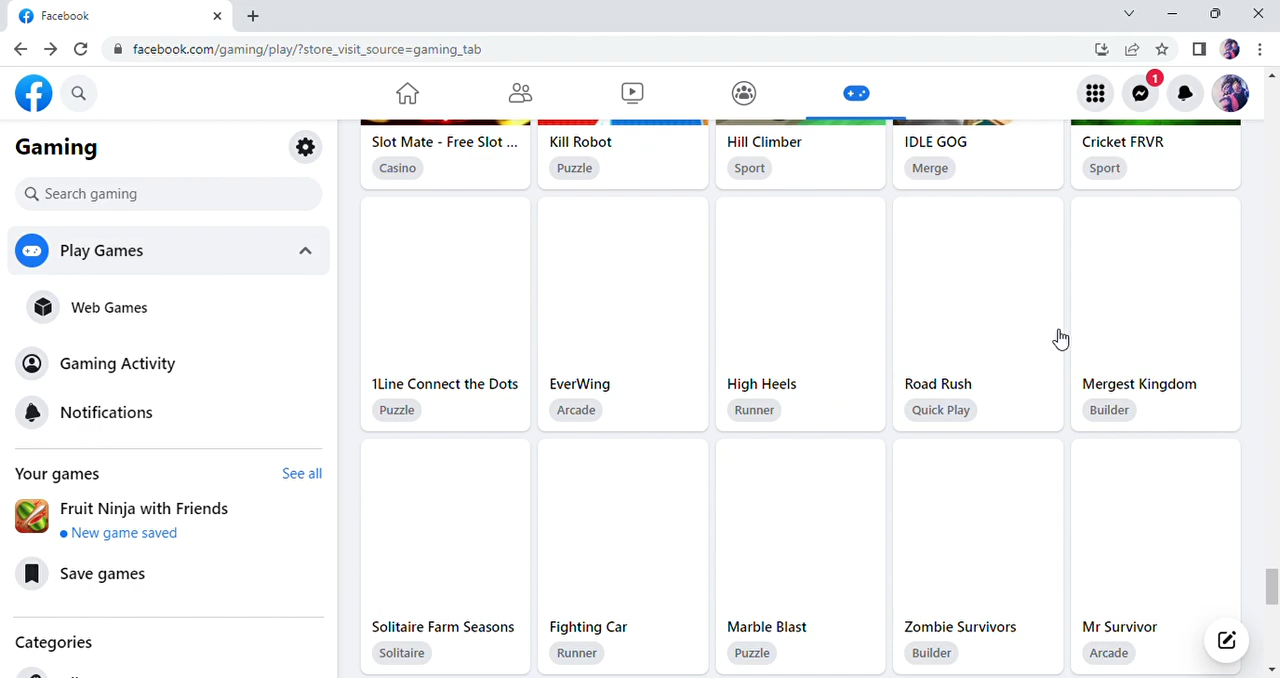 Facebook
facebook.com/gaming/play/?store_visit_source=gaming_tab
1
Gaming
Search gaming
Play Games
Web Games
Gaming Activity
Notifications
Your games
See all
Fruit Ninja with Friends
New game saved
Save games
Categories
Slot Mate - Free Slot ...
Kill Robot
Hill Climber
IDLE GOG
Cricket FRVR
Casino
Puzzle
Sport
Merge
Sport
1Line Connect the Dots
EverWing
High Heels
Road Rush
Mergest Kingdom
Puzzle
Arcade
Runner
Quick Play
Builder
Solitaire Farm Seasons
Fighting Car
Marble Blast
Zombie Survivors
Mr Survivor
Solitaire
Runner
Puzzle
Builder
Arcade